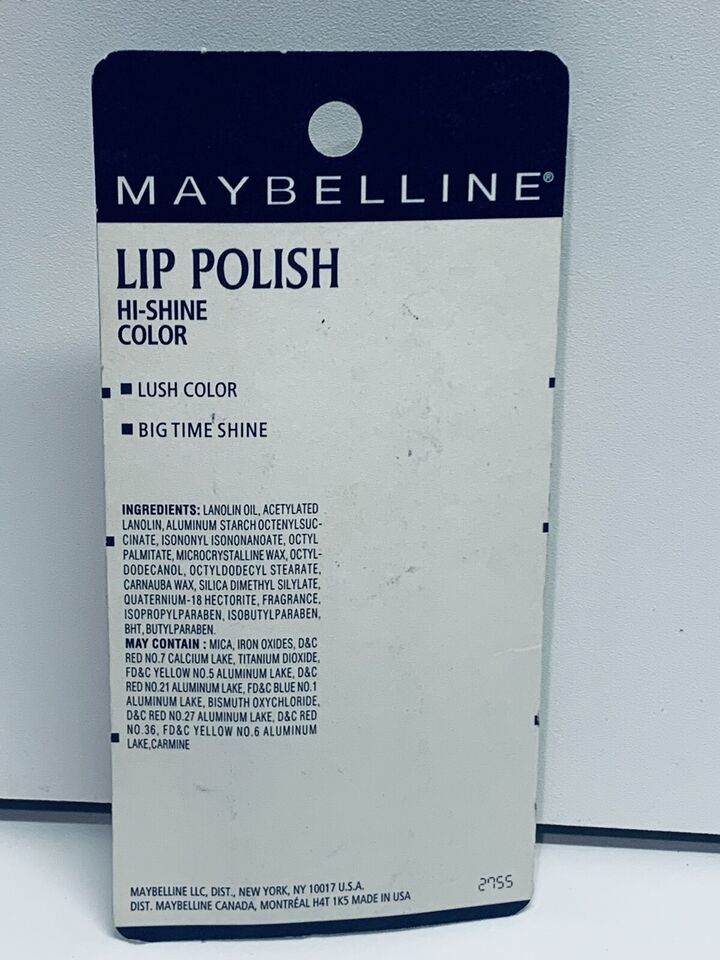 MAYBELLINE®
LIP POLISH
HI-SHINE
COLOR
■ LUSH COLOR
■ BIG TIME SHINE
INGREDIENTS: LANOLIN OIL, ACETYLATED
LANOLIN, ALUMINUM STARCH OCTENYLSUC-
CINATE, ISONONYL ISONONANOATE, OCTYL
PALMITATE, MICROCRYSTALLINE WAX, OCTYL-
DODECANOL, OCTYLDODECYL STEARATE,
CARNAUBA WAX, SILICA DIMETHYL SILYLATE,
QUATERNIUM-18 HECTORITE, FRAGRANCE,
ISOPROPYLPARABEN, ISOBUTYLPARABEN,
BHT, BUTYLPARABEN.
MAY CONTAIN : MICA, IRON OXIDES, D&C
RED NO.7 CALCIUM LAKE, TITANIUM DIOXIDE,
FD&C YELLOW NO.5 ALUMINUM LAKE, D&C
RED NO.21 ALUMINUM LAKE, FD&C BLUE NO.1
ALUMINUM LAKE, BISMUTH OXYCHLORIDE,
D&C RED NO.27 ALUMINUM LAKE, D&C RED
NO.36, FD&C YELLOW NO.6 ALUMINUM
LAKE,CARMINE
MAYBELLINE LLC, DIST., NEW YORK, NY 10017 U.S.A.
DIST. MAYBELLINE CANADA, MONTRÉAL H4T 1K5 MADE IN USA
2755